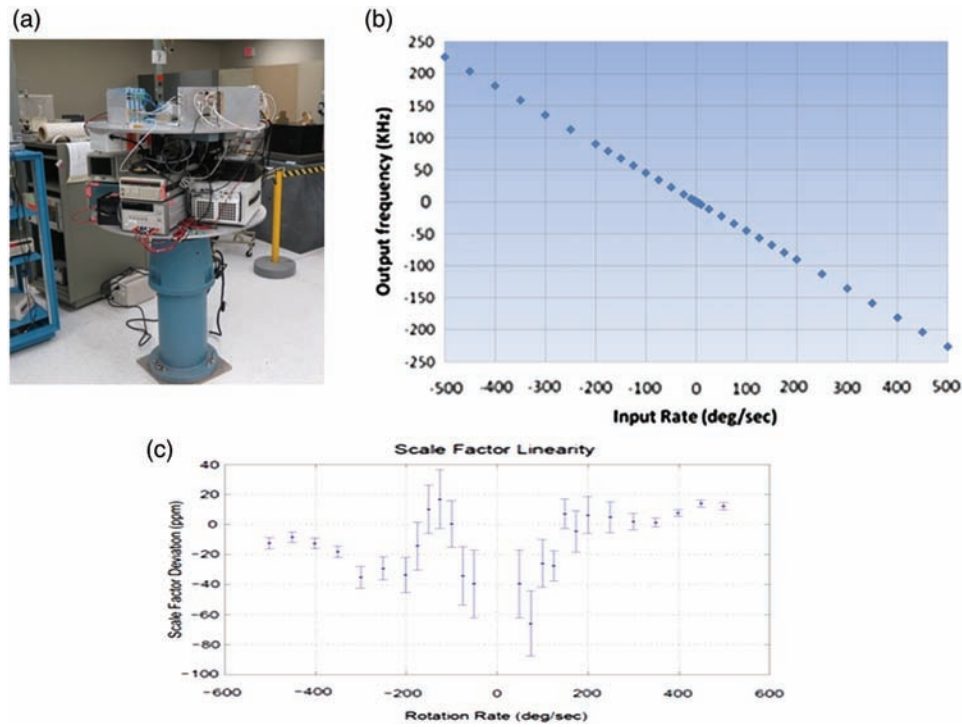 (a)
(b)
Output frequency (KHz)
250
200
150
100
50
0
-50
-100
-150
-200
-250
-500 -400 -300 -200 -100 0 100 200 300 400 500
Input Rate (deg/sec)
(c)
Scale Factor Linearity
Scale Factor Deviation (ppm)
40
20
0
−20
−40
−60
−80
−100
−600 −400 −200 0 200 400 600
Rotation Rate (deg/sec)